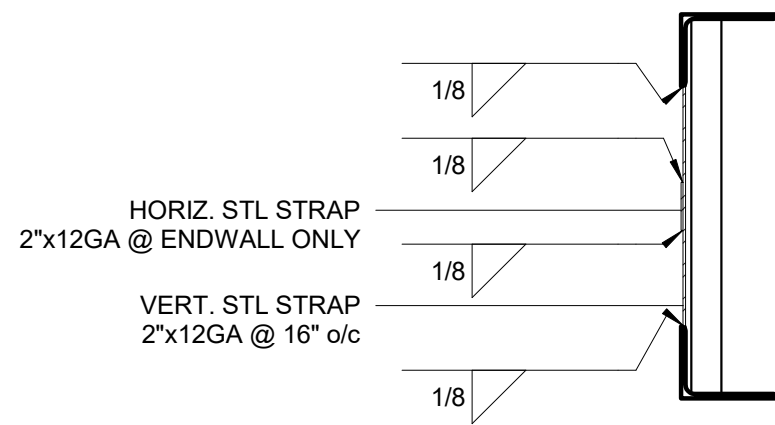 1/8
1/8
HORIZ. STL STRAP
2"x12GA @ ENDWALL ONLY
1/8
VERT. STL STRAP
2"x12GA @ 16" o/c
1/8